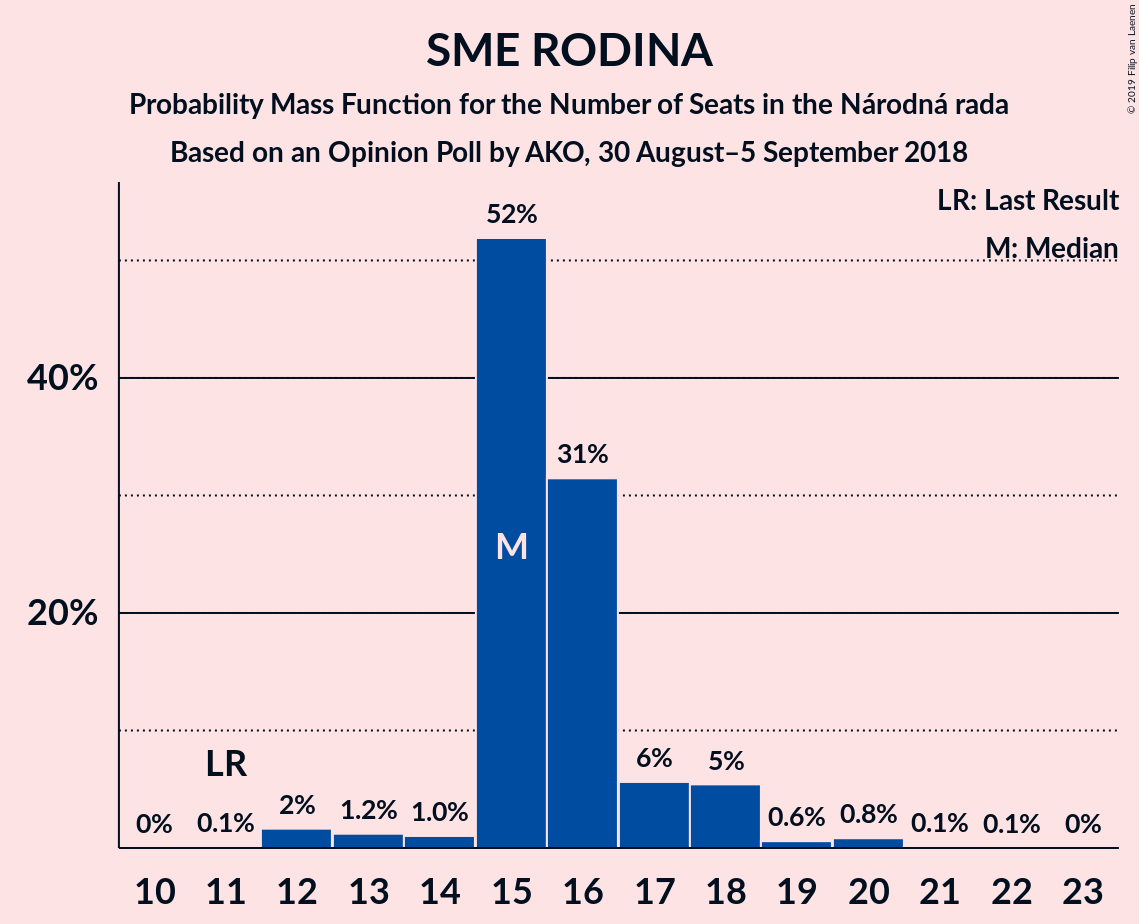 SME RODINA
Probability Mass Function for the Number of Seats in the Národná rada
Based on an Opinion Poll by AKO, 30 August–5 September 2018
© 2019 Filip van Laenen
LR: Last Result
M: Median
52%
40%
31%
M
20%
LR
0%
0.1%
2%
1.2%
1.0%
6%
5%
0.6%
0.8%
0.1%
0.1%
0%
10 11 12 13 14 15 16 17 18 19 20 21 22 23